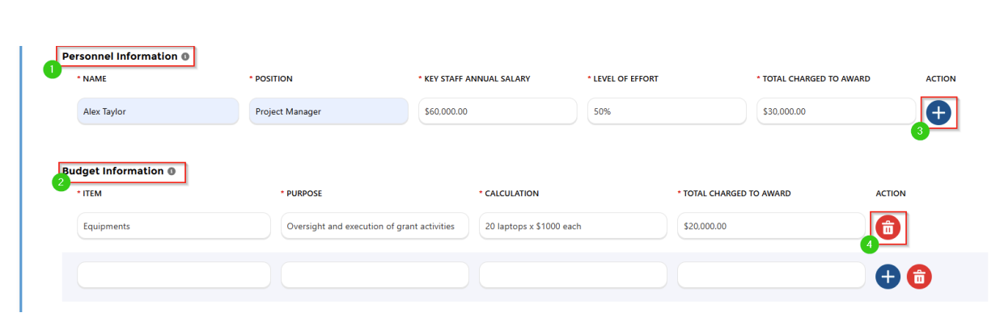 Personnel Information
1
* NAME * POSITION * KEY STAFF ANNUAL SALARY * LEVEL OF EFFORT * TOTAL CHARGED TO AWARD ACTION
Alex Taylor Project Manager $60,000.00 50% $30,000.00
3
Budget Information
2
* ITEM * PURPOSE * CALCULATION * TOTAL CHARGED TO AWARD ACTION
Equipments Oversight and execution of grant activities 20 laptops x $1000 each $20,000.00
4